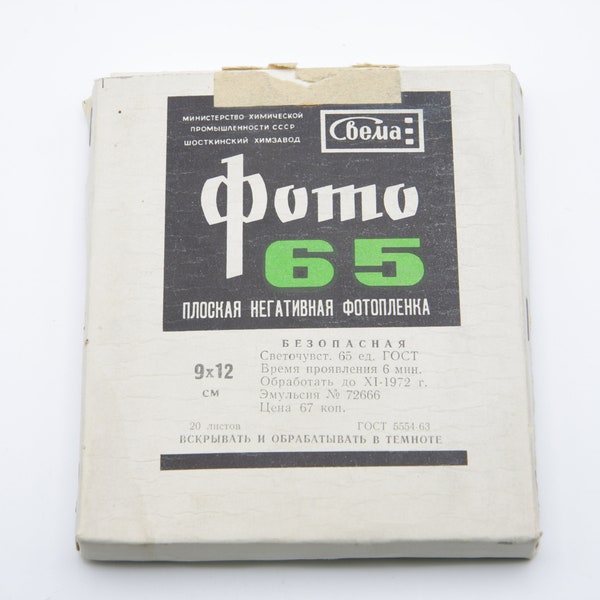 МИНИСТЕРСТВО ХИМИЧЕСКОЙ
ПРОМЫШЛЕННОСТИ СССР
ШОСТКИНСКИЙ ХИМЗАВОД
Свема
Фото
65
ПЛОСКАЯ НЕГАТИВНАЯ ФОТОПЛЕНКА
БЕЗОПАСНАЯ
9x12
см
Светочувст. 65 ед. ГОСТ
Время проявления 6 мин.
Обработать до XI-1972 г.
Эмульсия № 72666
Цена 67 коп.
20 листов ГОСТ 5554-63
ВСКРЫВАТЬ И ОБРАБАТЫВАТЬ В ТЕМНОТЕ